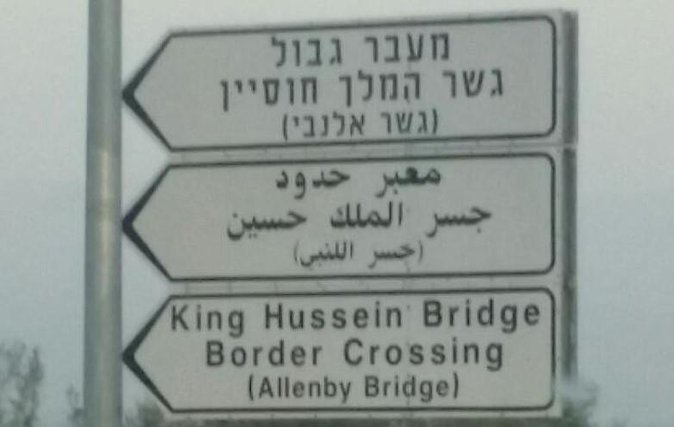 מעבר גבול
גשר המלך חוסיין
(גשר אלנבי)
معبر حدود
جسر الملك حسين
(جسر اللنبي)
King Hussein Bridge
Border Crossing
(Allenby Bridge)